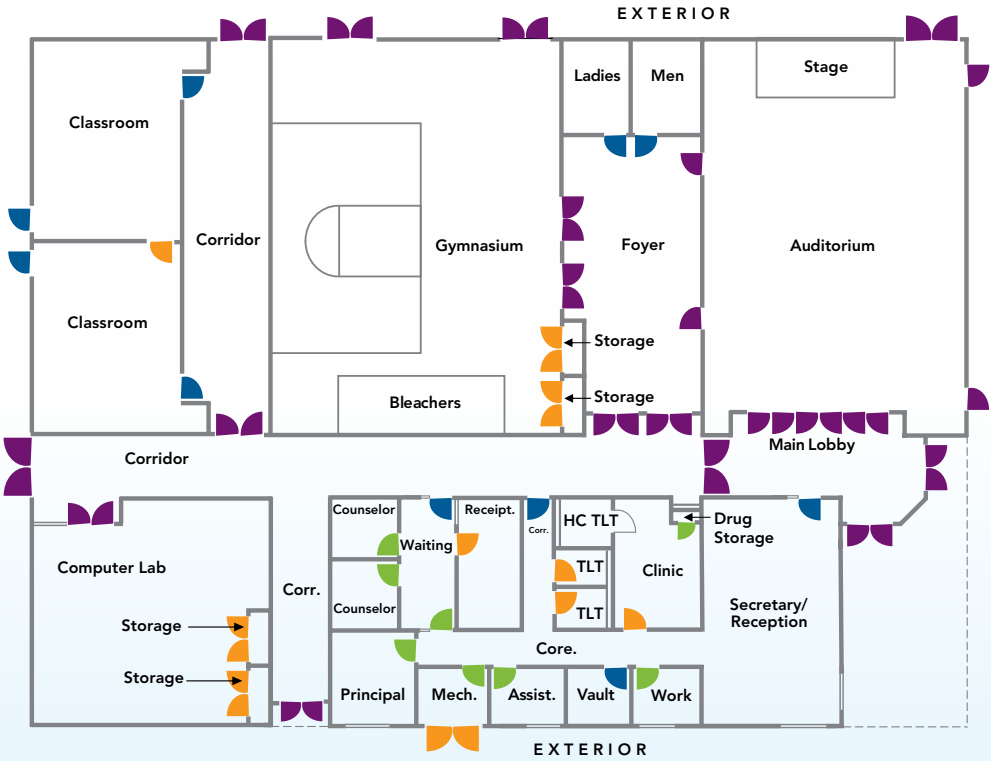 EXTERIOR
Ladies
Men
Stage
Classroom
Corridor
Gymnasium
Foyer
Auditorium
Classroom
Storage
Storage
Bleachers
Main Lobby
Corridor
Counselor
Receipt.
Waiting
Corr.
HC TLT
Drug
Storage
Computer Lab
TLT
Clinic
Corr.
Counselor
TLT
Secretary/
Reception
Storage
Core.
Storage
Principal
Mech.
Assist.
Vault
Work
EXTERIOR